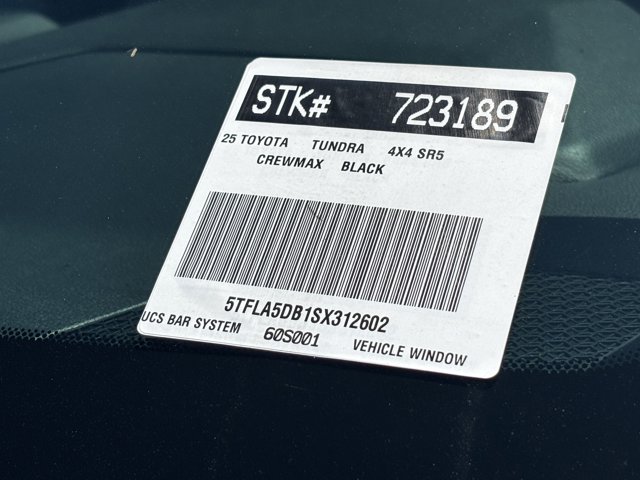 STK# 723189
25 TOYOTA TUNDRA 4X4 SR5
CREWMAX BLACK
5TFLA5DB1SX312602
UCS BAR SYSTEM 60S001 VEHICLE WINDOW